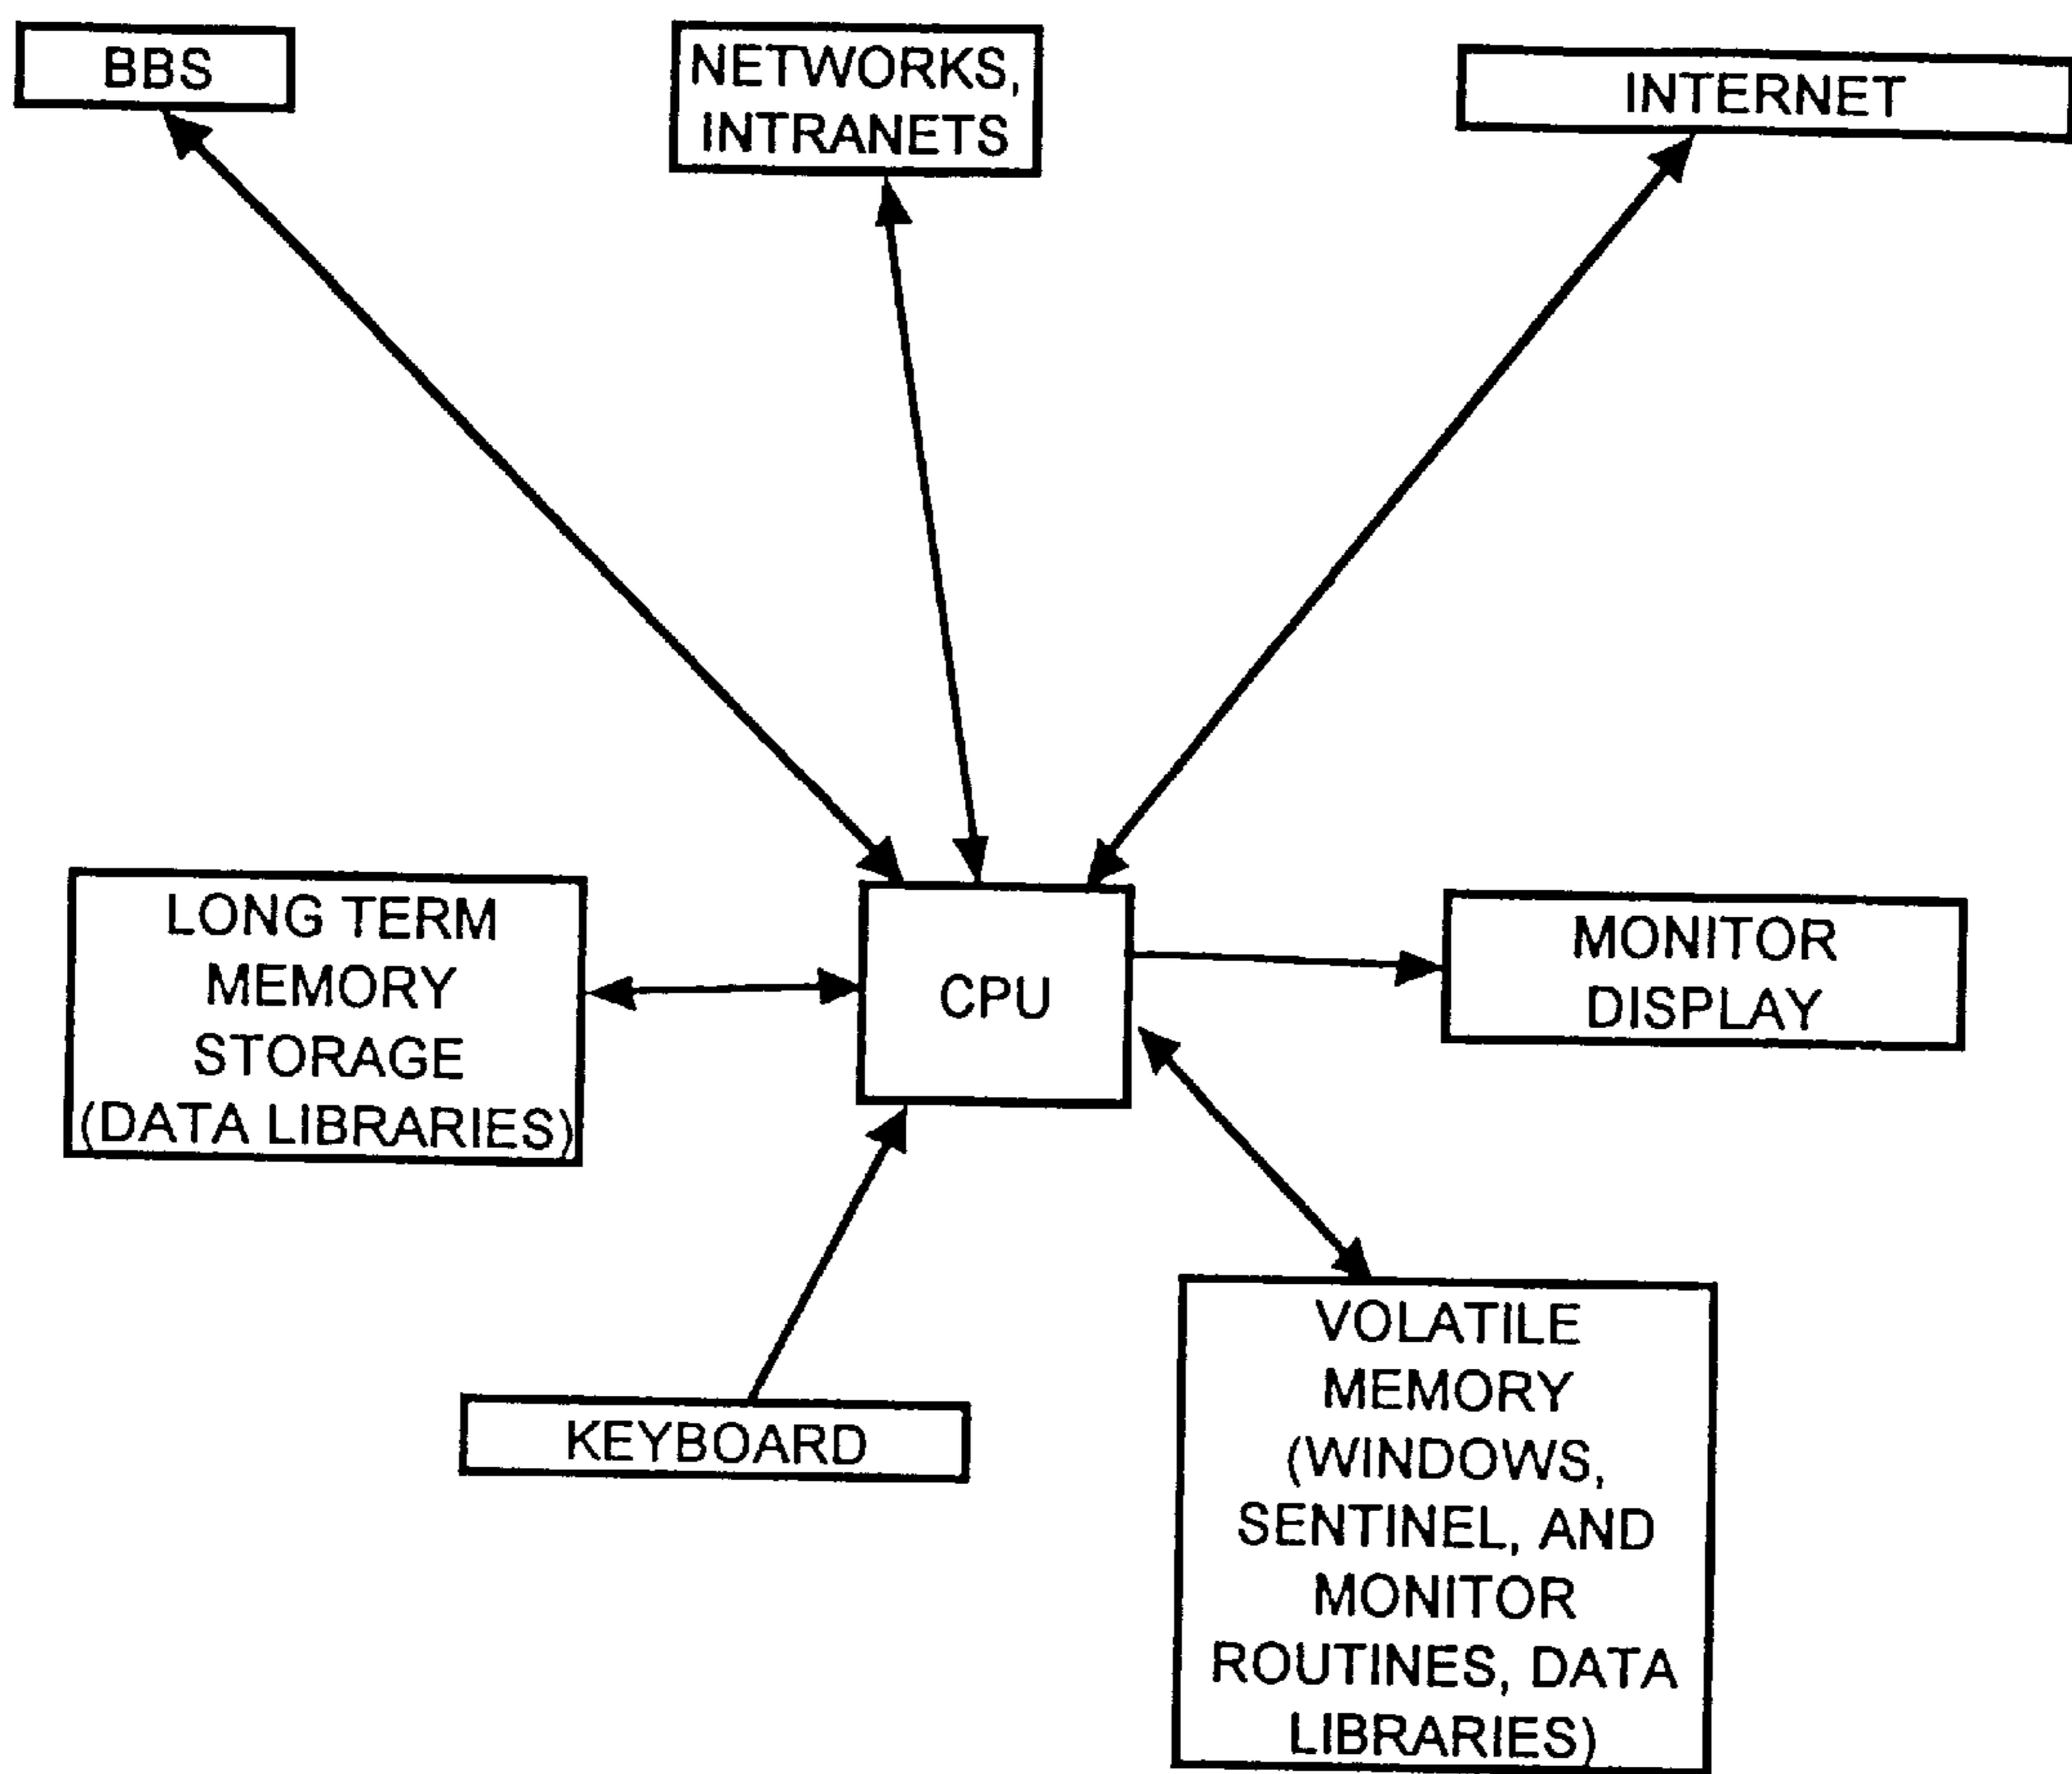 BBS
NETWORKS,
INTRANETS
INTERNET
LONG TERM
MEMORY
STORAGE
(DATA LIBRARIES)
CPU
MONITOR
DISPLAY
KEYBOARD
VOLATILE
MEMORY
(WINDOWS,
SENTINEL, AND
MONITOR
ROUTINES, DATA
LIBRARIES)